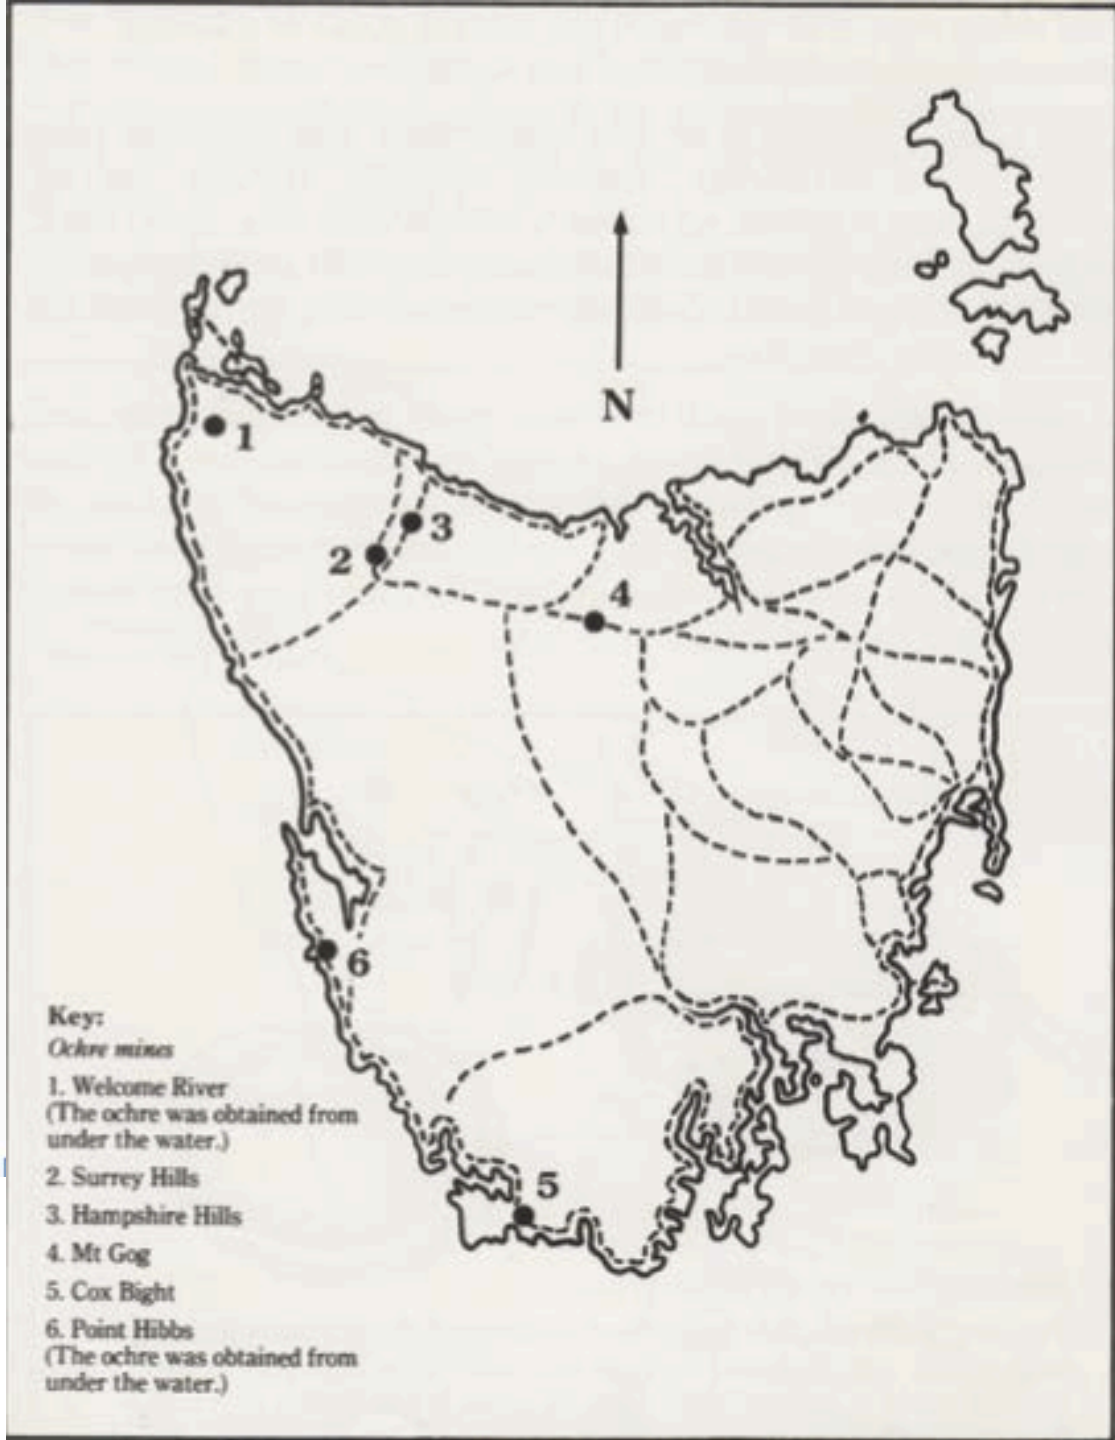 N
1
3
2
4
6
5
Key:
Ochre mines
1. Welcome River
(The ochre was obtained from
under the water.)
2. Surrey Hills
3. Hampshire Hills
4. Mt Gog
5. Cox Bight
6. Point Hibbs
(The ochre was obtained from
under the water.)